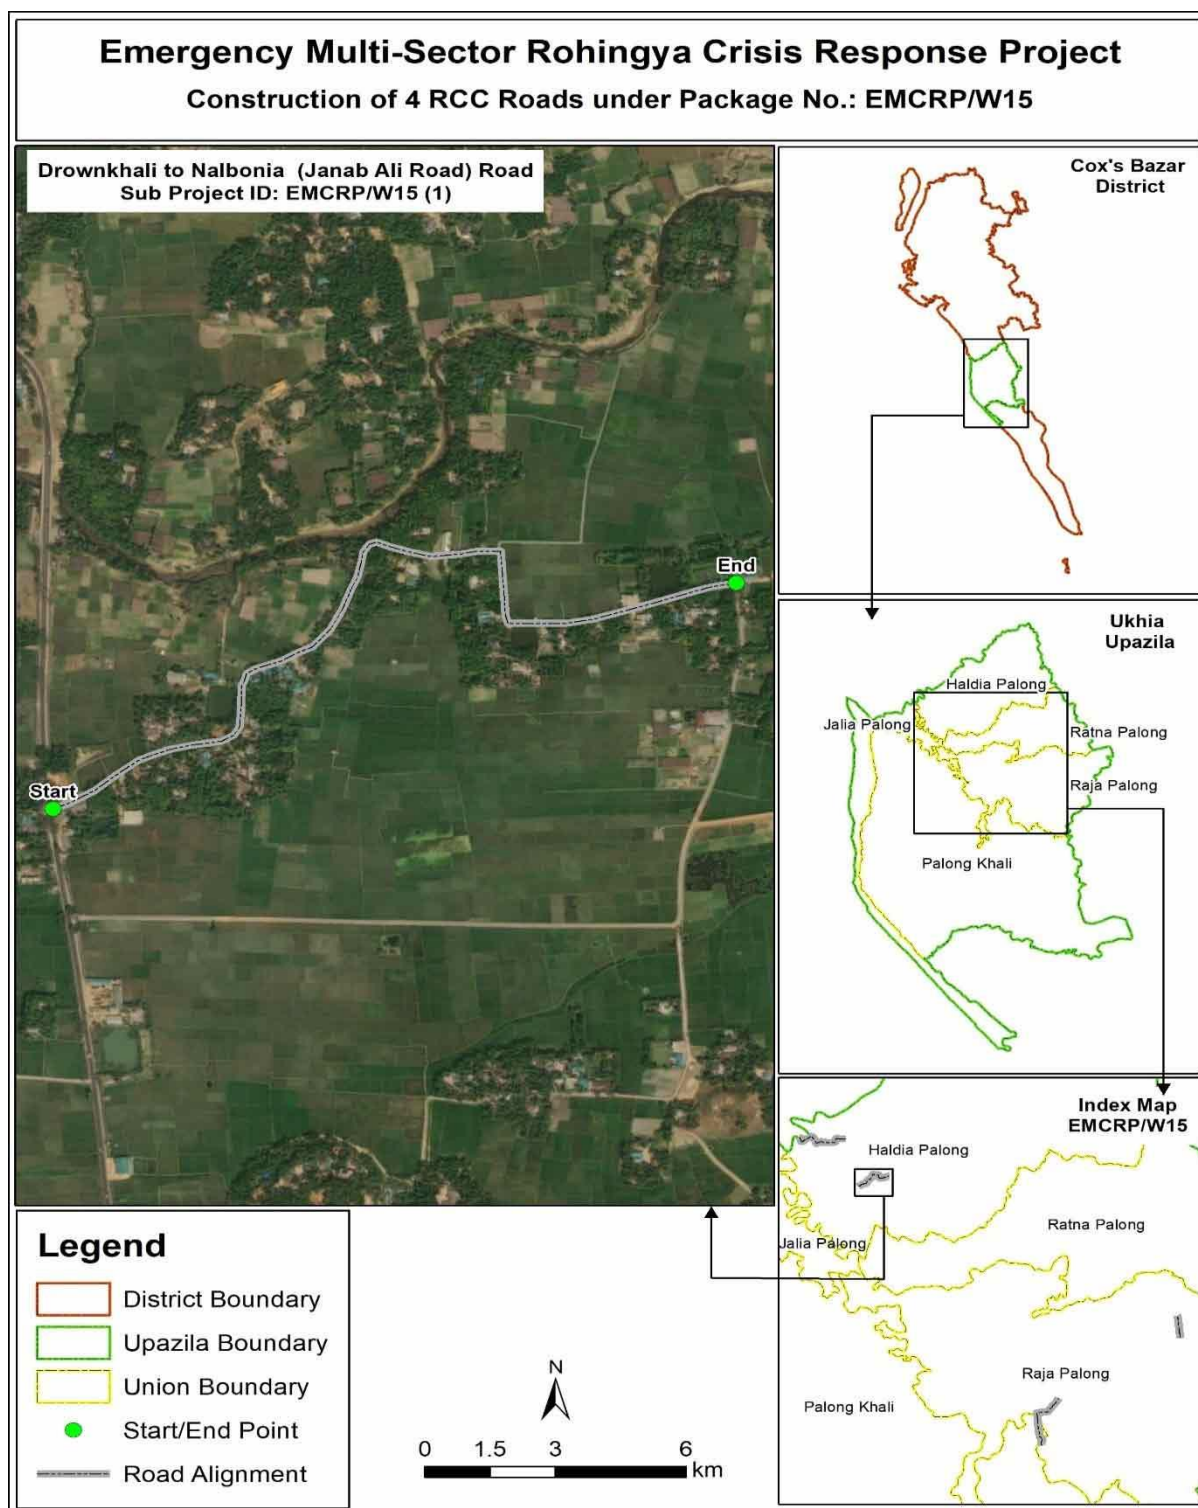 Emergency Multi-Sector Rohingya Crisis Response Project
Construction of 4 RCC Roads under Package No.: EMCRP/W15
Drownkhali to Nalbonia (Janab Ali Road) Road
Sub Project ID: EMCRP/W15 (1)
Start
End
Cox's Bazar
District
Ukhia
Upazila
Haldia Palong
Jalia Palong
Ratna Palong
Raja Palong
Palong Khali
Index Map
EMCRP/W15
Haldia Palong
Ratna Palong
Jalia Palong
Raja Palong
Palong Khali
Legend
District Boundary
Upazila Boundary
Union Boundary
Start/End Point
Road Alignment
N
0 1.5 3 6
km